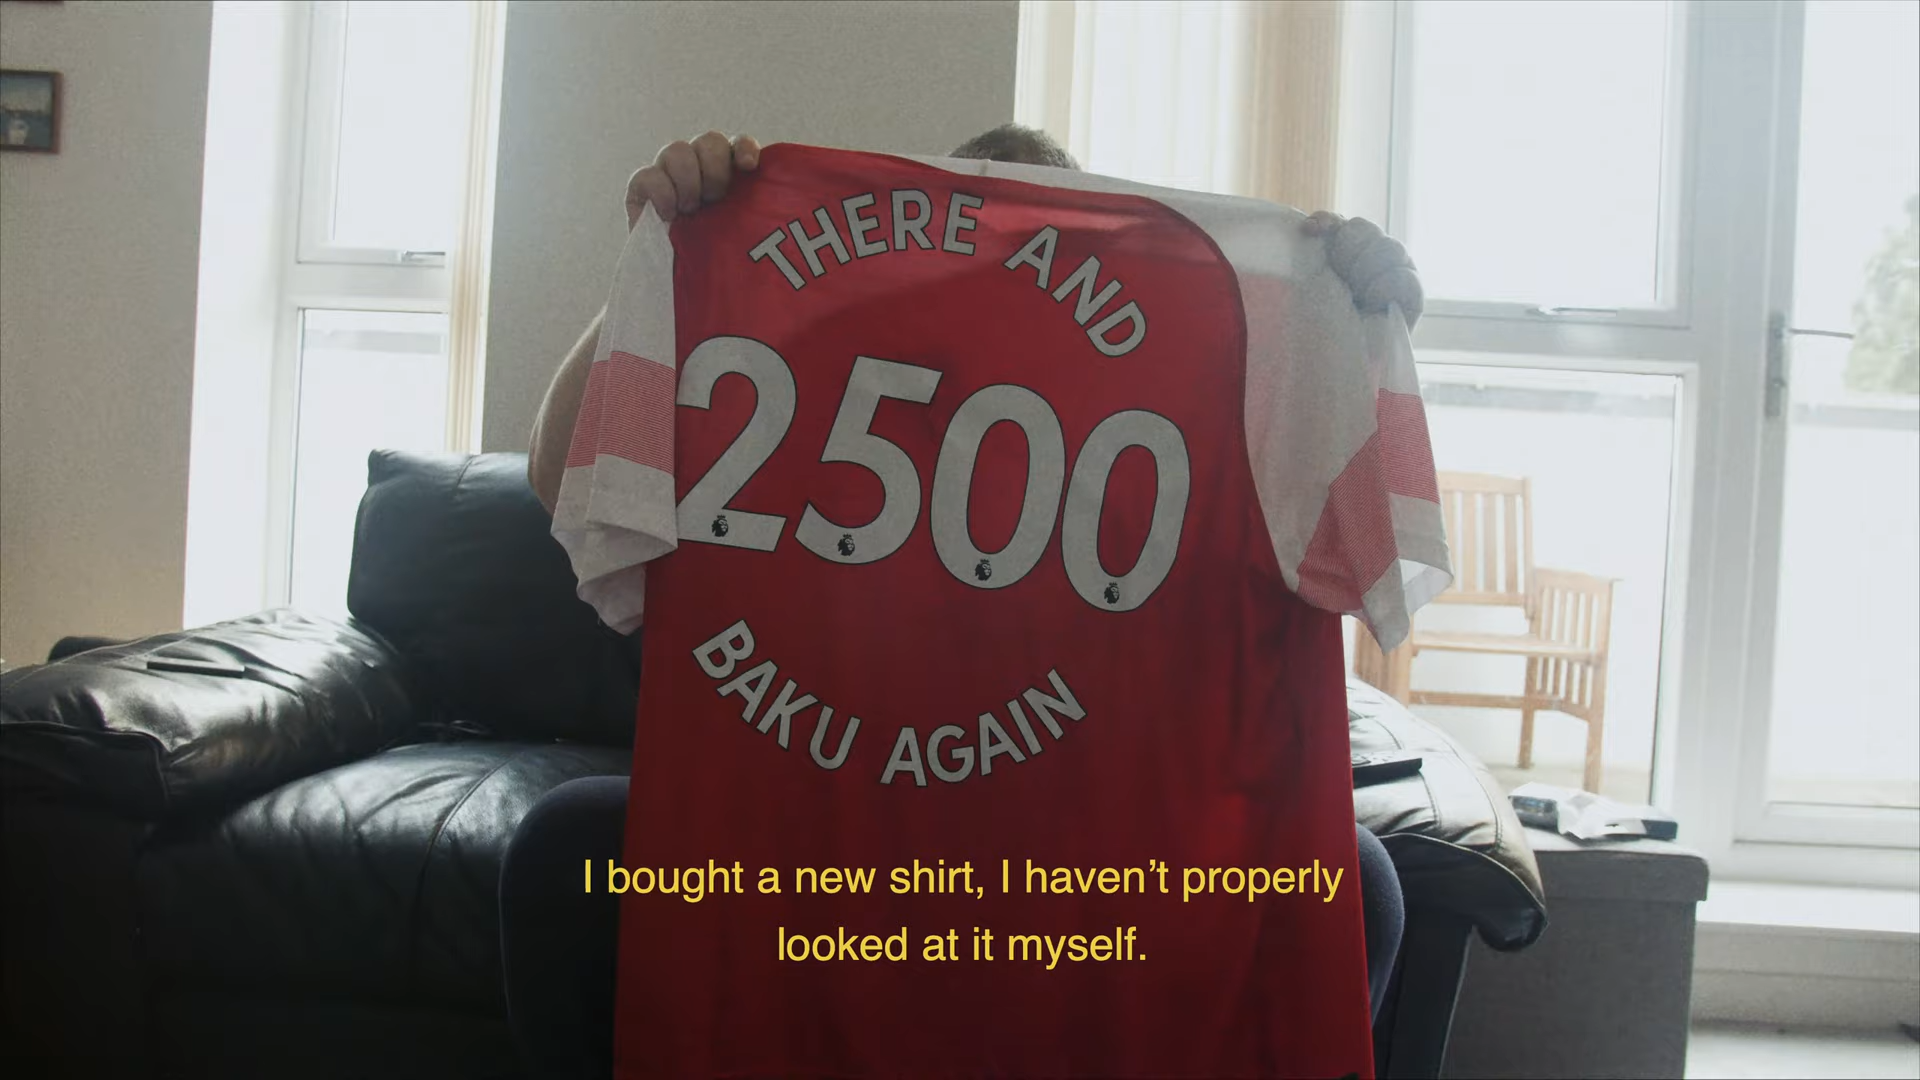 THERE AND
2500
BAKU AGAIN
I bought a new shirt, I haven't properly
looked at it myself.